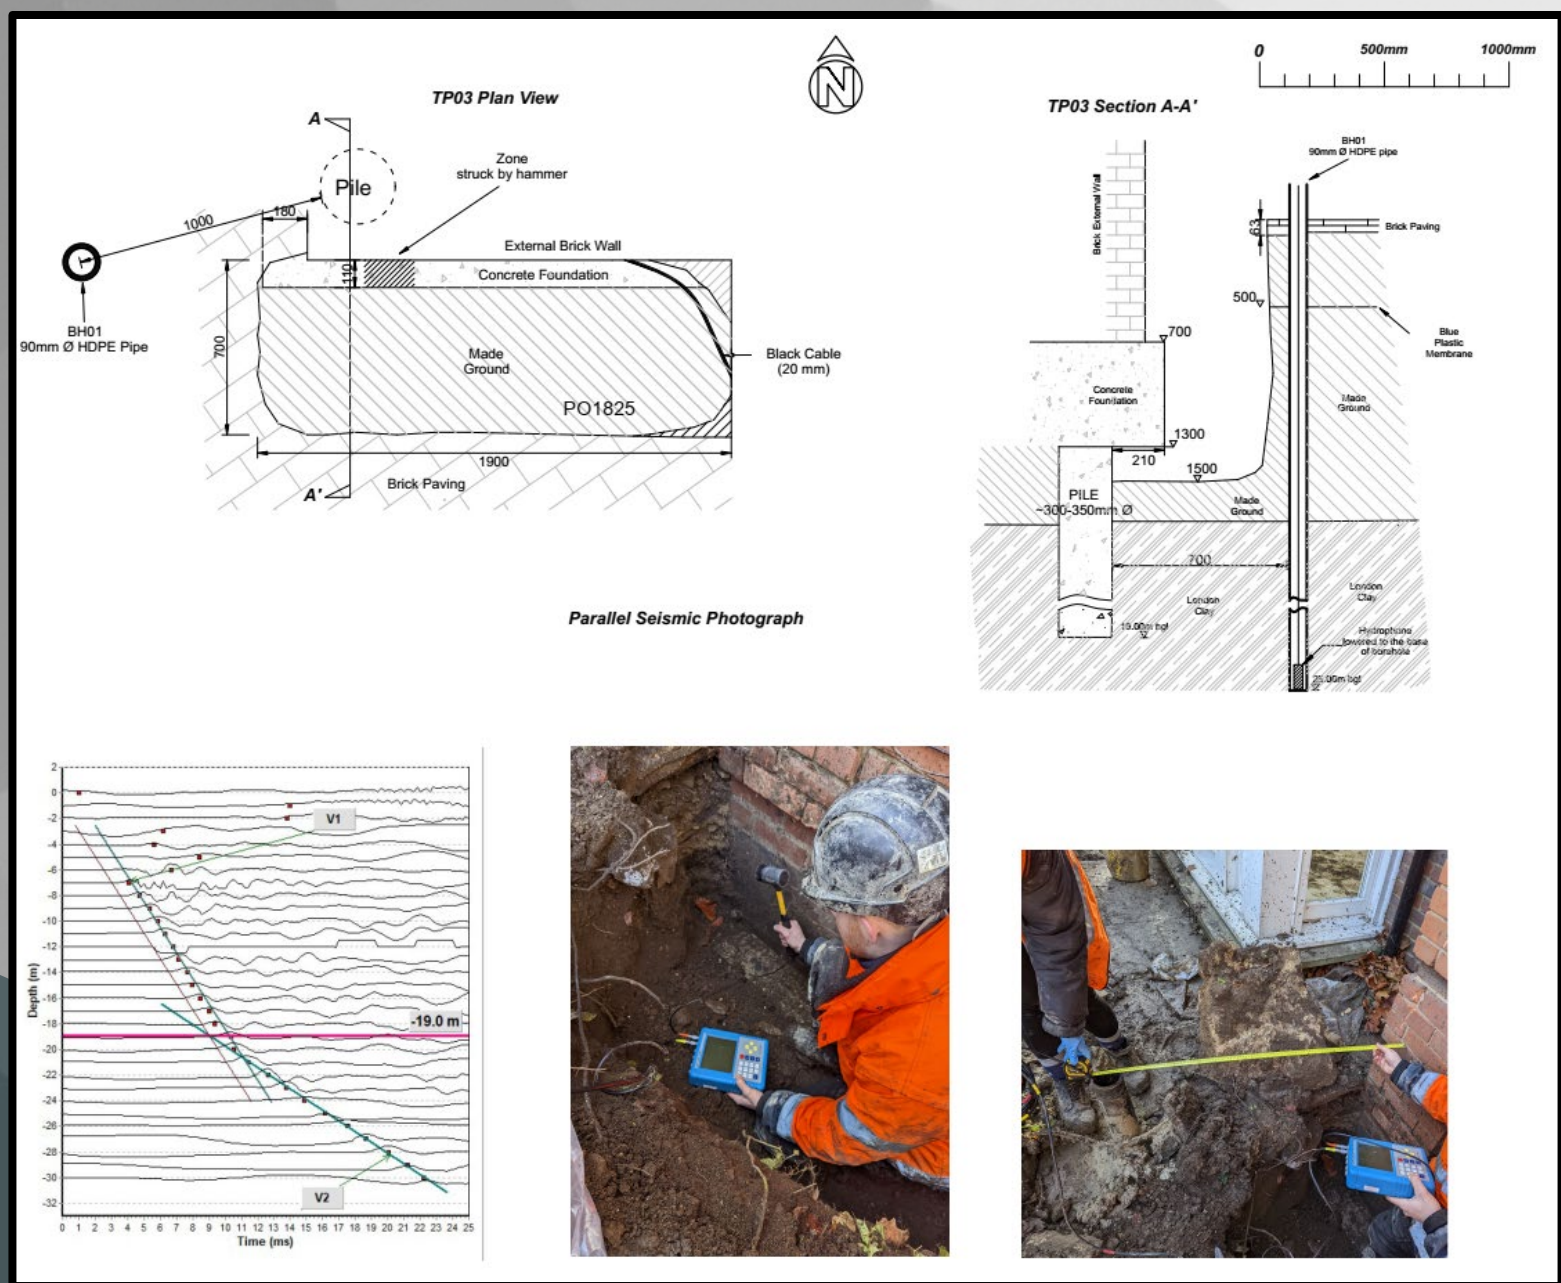 TP03 Plan View
N
0 500mm 1000mm
TP03 Section A-A'
A
Zone
struck by hammer
Pile
1000
180
External Brick Wall
110
Concrete Foundation
BH01
90mm Ø HDPE Pipe
700
Made
Ground
Black Cable
(20 mm)
PO1825
1900
A'
Brick Paving
BH01
90mm Ø HDPE pipe
Brick External Wall
63
Brick Paving
500
700
Blue
Plastic
Membrane
Concrete
Foundation
Made
Ground
1300
210
1500
PILE
~300-350mm Ø
Made
Ground
700
London
Clay
London
Clay
19.00m bgl
Hydrophone
lowered to the base
of borehole
Parallel Seismic Photograph
2
0
-2
-4
-6
-8
-10
-12
-14
-16
-18
-20
-22
-24
-26
-28
-30
-32
Depth (m)
V1
-19.0 m
V2
0 1 2 3 4 5 6 7 8 9 10 11 12 13 14 15 16 17 18 19 20 21 22 23 24 25
Time (ms)